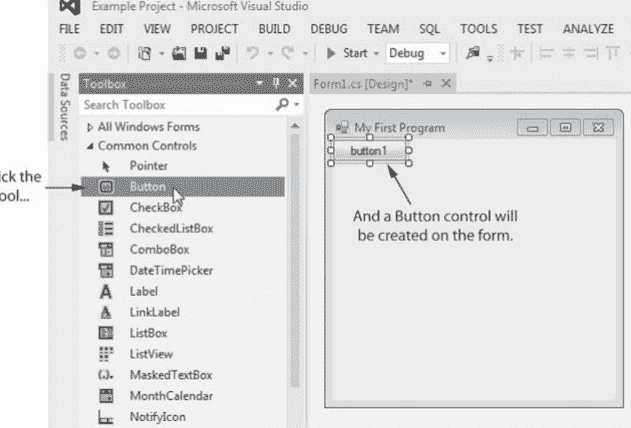 Example Project - Microsoft Visual Studio
FILE EDIT VIEW PROJECT BUILD DEBUG TEAM SQL TOOLS TEST ANALYZE
Start Debug
Data Sources
Toolbox
Form1.cs [Design]*
Search Toolbox
All Windows Forms
Common Controls
Pointer
Button
CheckBox
CheckedListBox
ComboBox
DateTimePicker
Label
LinkLabel
ListBox
ListView
MaskedTextBox
MonthCalendar
NotifyIcon
ick the
ool...
My First Program
button1
And a Button control will
be created on the form.